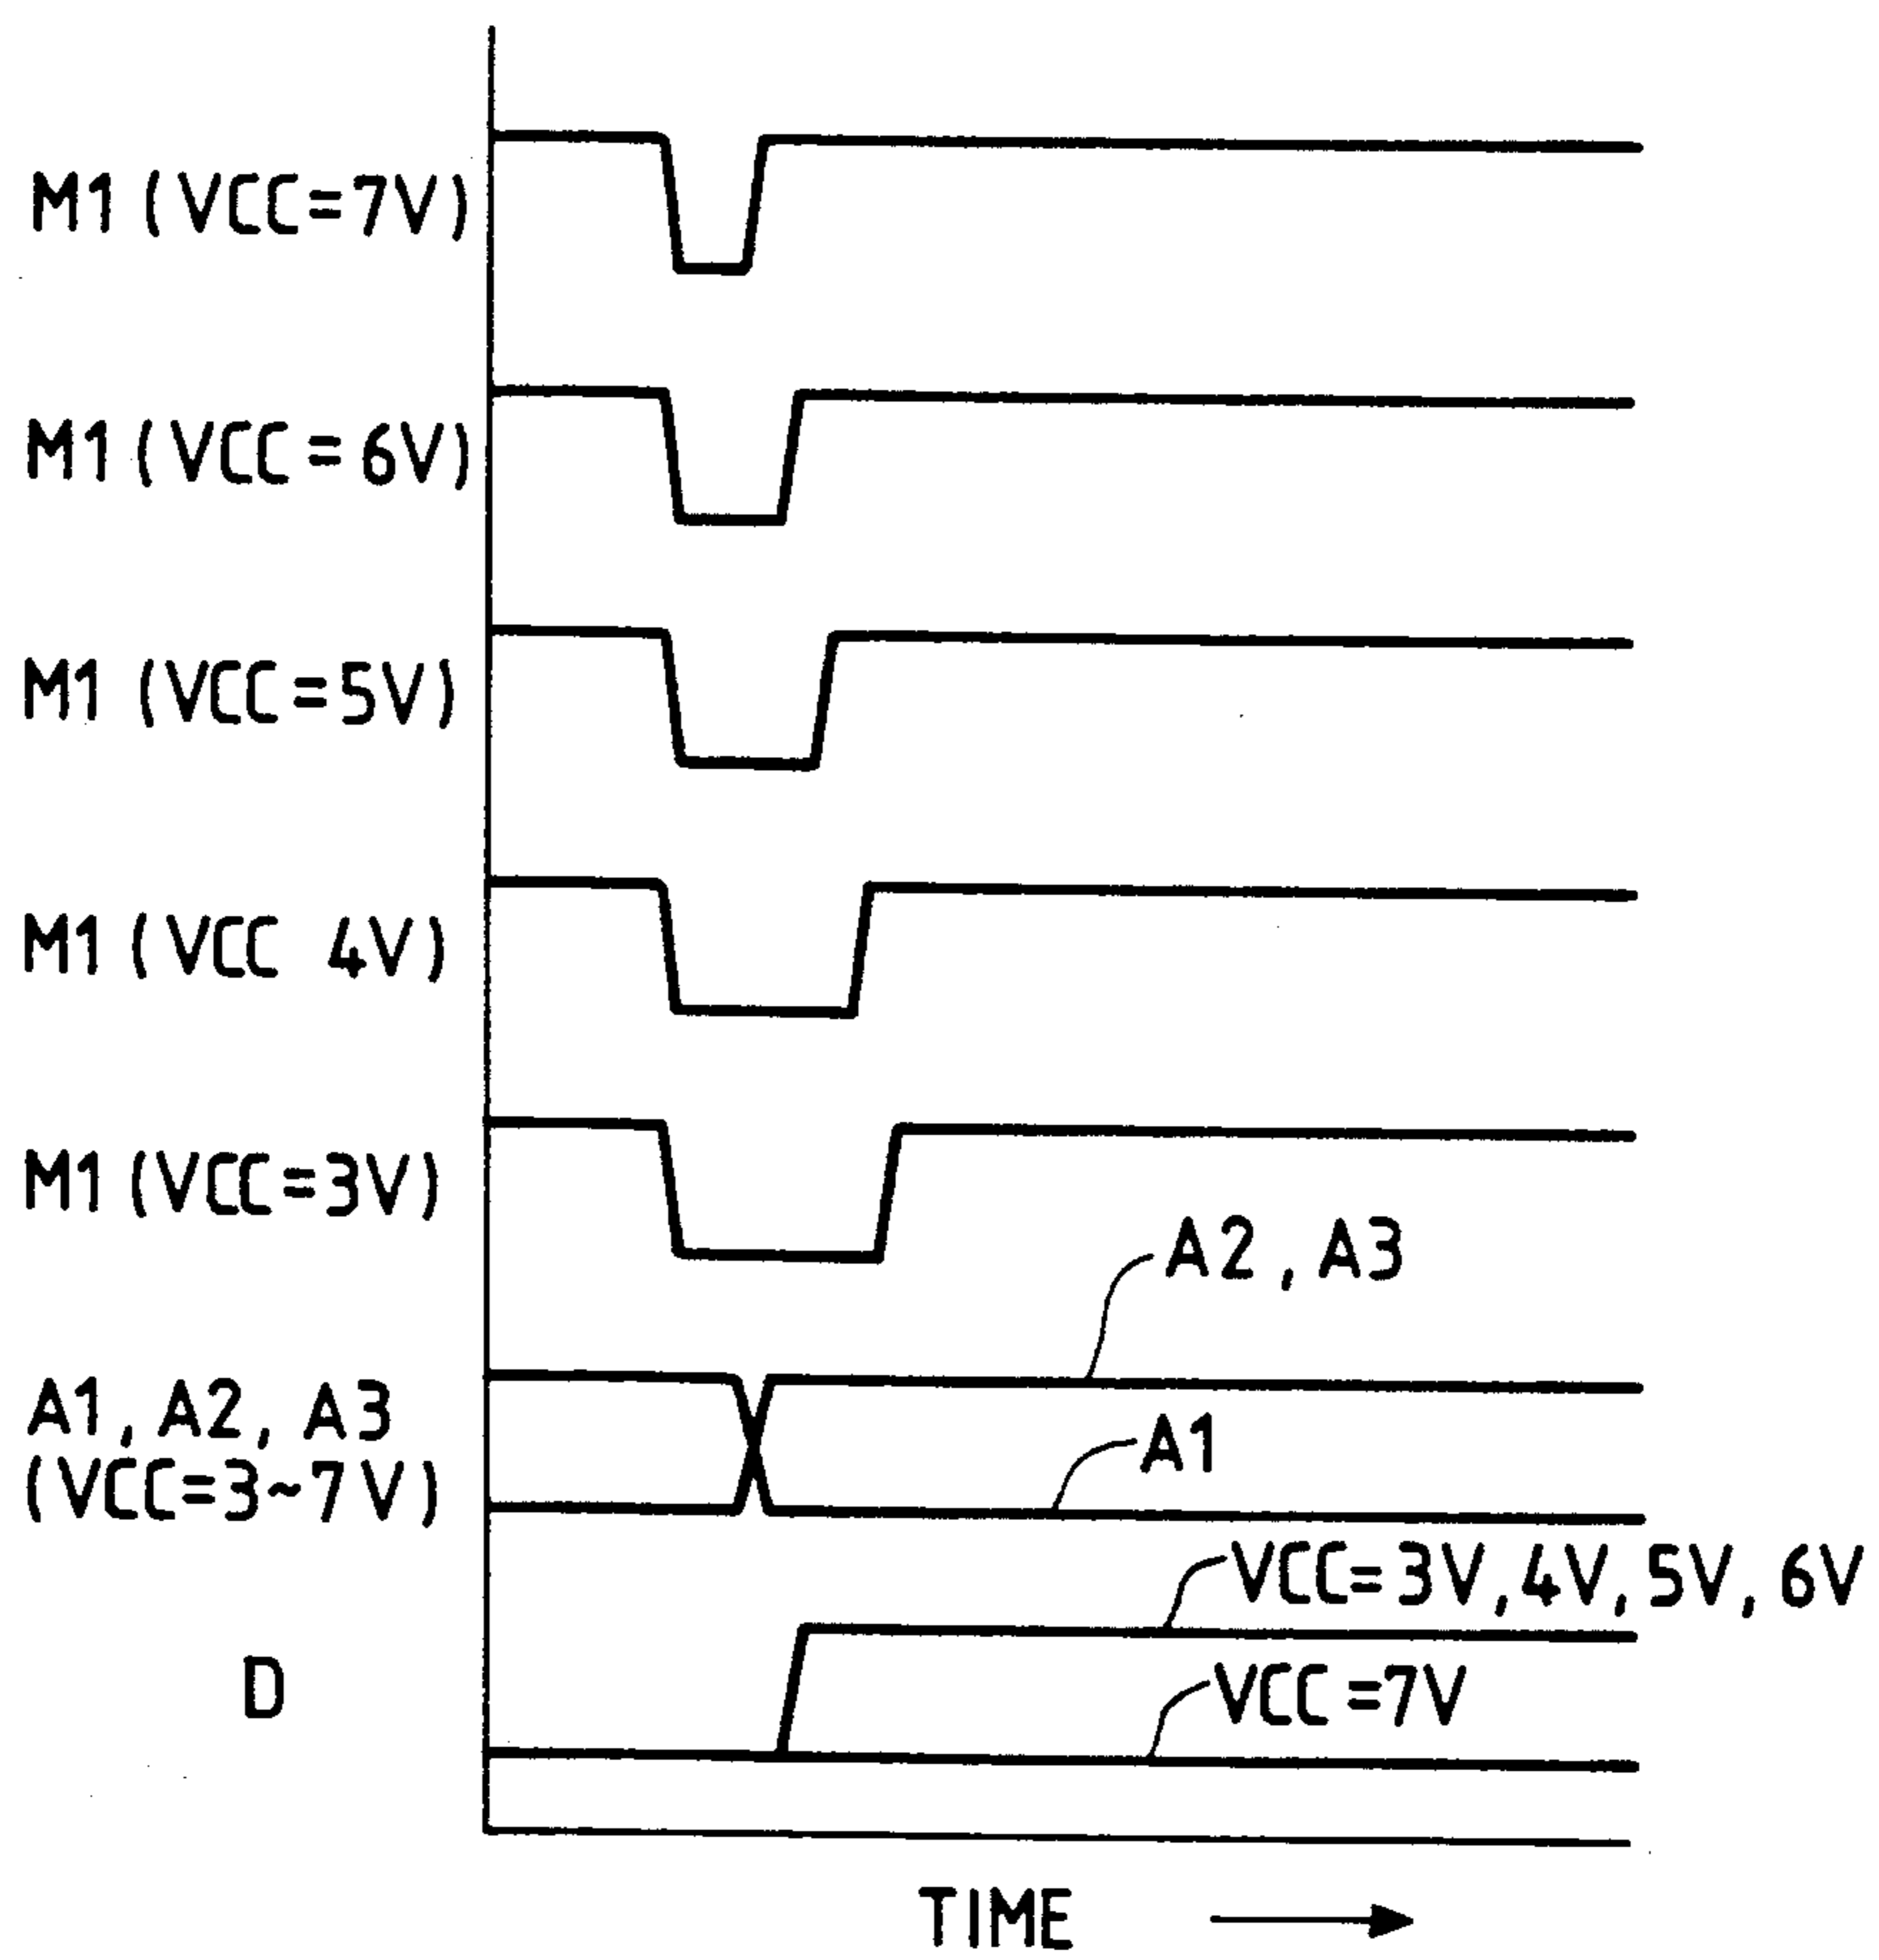 M1 (VCC=7V)
M1 (VCC=6V)
M1 (VCC=5V)
M1 (VCC 4V)
M1 (VCC=3V)
A2, A3
A1, A2, A3
(VCC=3~7V)
A1
VCC=3V, 4V, 5V, 6V
D
VCC=7V
TIME